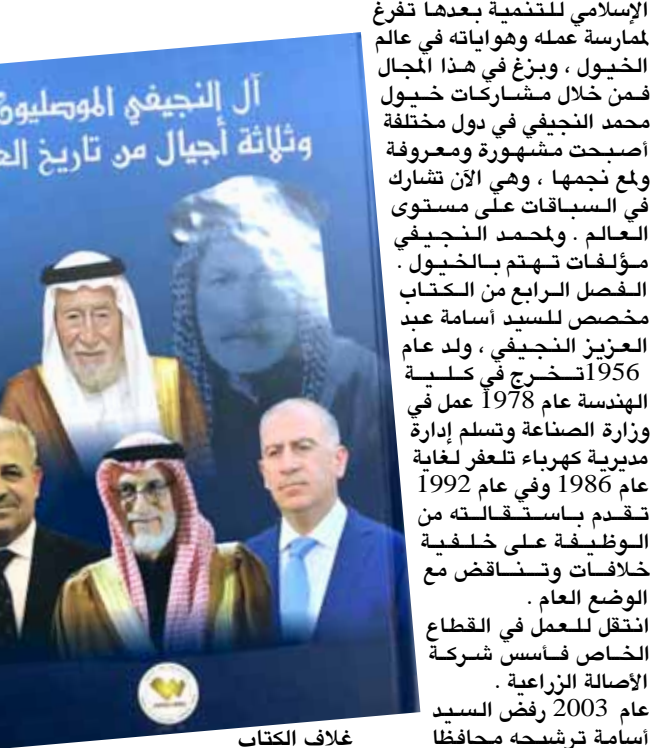 الإسلامي للتنمية بعدها تفرغ
لممارسة عمله وهواياته في عالم
الخيول ، وبزغ في هذا المجال
فمن خلال مشاركات خيول
محمد النجيفي في دول مختلفة
أصبحت مشهورة ومعروفة
ولمع نجمها ، وهي الآن تشارك
في السباقات على مستوى
العالم . ولمحمد النجيفي
مؤلفات تهتم بالخيول .
الفصل الرابع من الكتاب
مخصص للسيد أسامة عبد
العزيز النجيفي ، ولد عام
1956تخرج في كلية
الهندسة عام 1978 عمل في
وزارة الصناعة وتسلم إدارة
مديرية كهرباء تلعفر لغاية
عام 1986 وفي عام 1992
تقدم باستقالته من
الوظيفة على خلفية
خلافات وتناقض مع
الوضع العام .
انتقل للعمل في القطاع
الخاص فأسس شركة
الأصالة الزراعية .
عام 2003 رفض السيد
أسامة ترشيحه محافظا
آل النجيفي الموصليون
وثلاثة أجيال من تاريخ
غلاف الكتاب